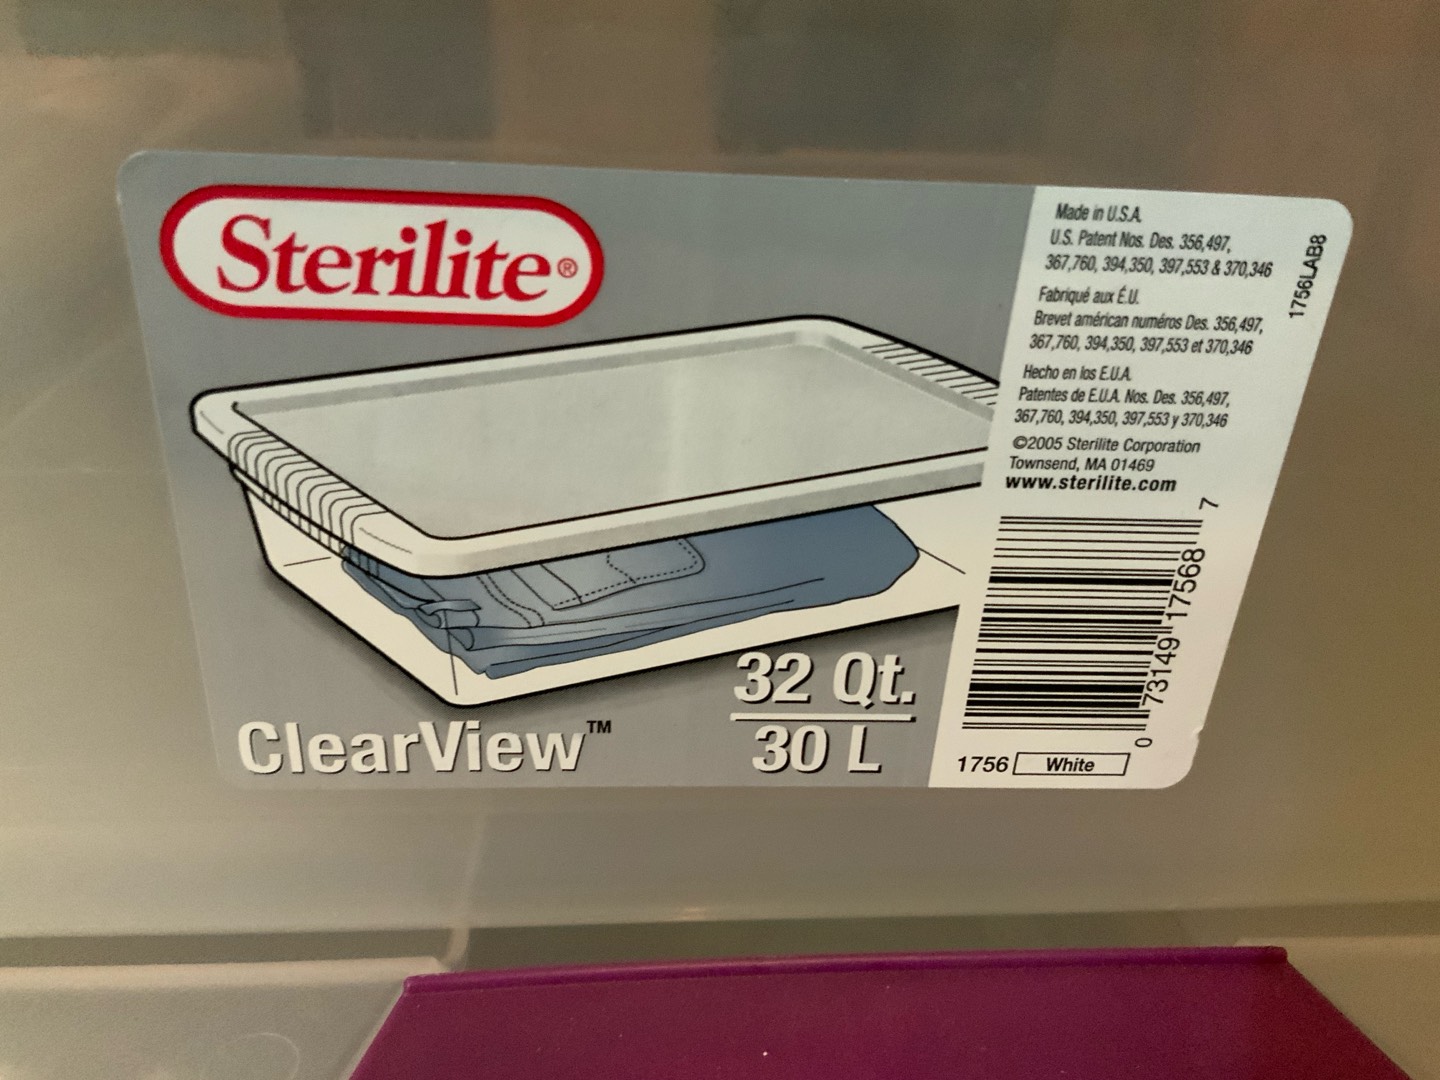 Sterilite®
ClearView™
32 Qt.
30 L
Made in U.S.A.
U.S. Patent Nos. Des. 356,497,
367,760, 394,350, 397,553 & 370,346
Fabriqué aux É.U.
Brevet américan numéros Des. 356,497,
367,760, 394,350, 397,553 et 370,346
Hecho en los E.U.A.
Patentes de E.U.A. Nos. Des. 356,497,
367,760, 394,350, 397,553 y 370,346
©2005 Sterilite Corporation
Townsend, MA 01469
www.sterilite.com
1756LAB8
0 73149 17568 7
1756 White